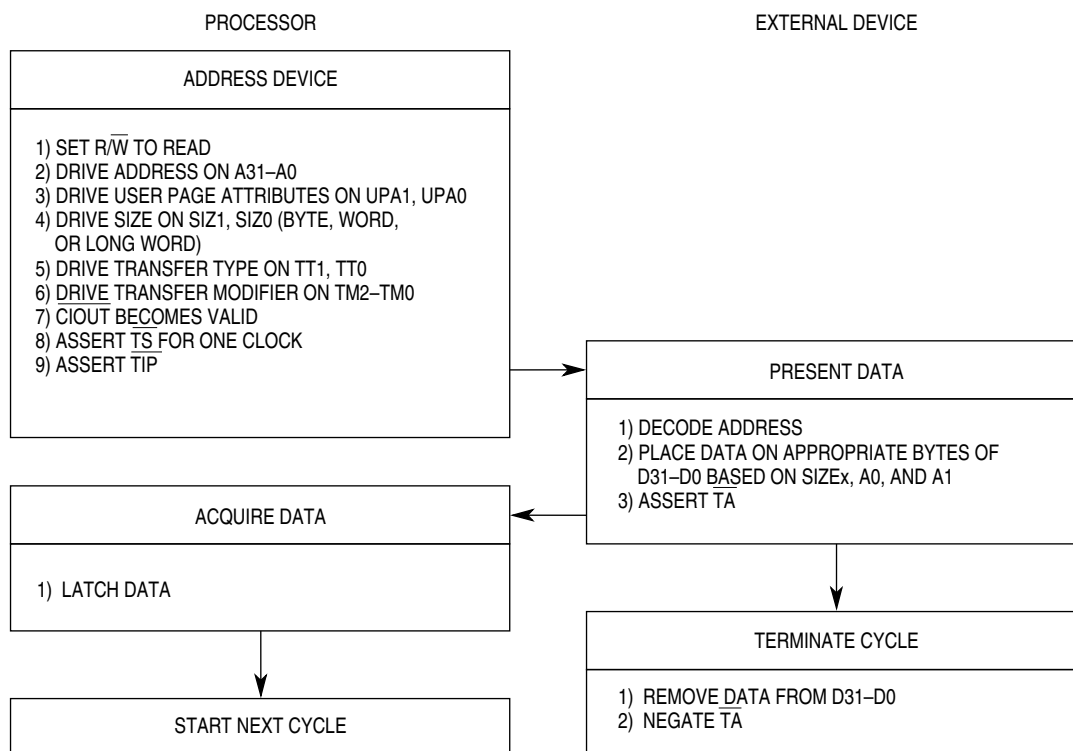 PROCESSOR
EXTERNAL DEVICE
ADDRESS DEVICE
1) SET R/W̅ TO READ
2) DRIVE ADDRESS ON A31–A0
3) DRIVE USER PAGE ATTRIBUTES ON UPA1, UPA0
4) DRIVE SIZE ON SIZ1, SIZ0 (BYTE, WORD,
OR LONG WORD)
5) DRIVE TRANSFER TYPE ON TT1, TT0
6) DRIVE TRANSFER MODIFIER ON TM2–TM0
7) C̅I̅O̅U̅T̅ BECOMES VALID
8) ASSERT T̅S̅ FOR ONE CLOCK
9) ASSERT T̅I̅P̅
PRESENT DATA
1) DECODE ADDRESS
2) PLACE DATA ON APPROPRIATE BYTES OF
D31–D0 BASED ON SIZEx, A0, AND A1
3) ASSERT T̅A̅
ACQUIRE DATA
1) LATCH DATA
TERMINATE CYCLE
1) REMOVE DATA FROM D31–D0
2) NEGATE T̅A̅
START NEXT CYCLE